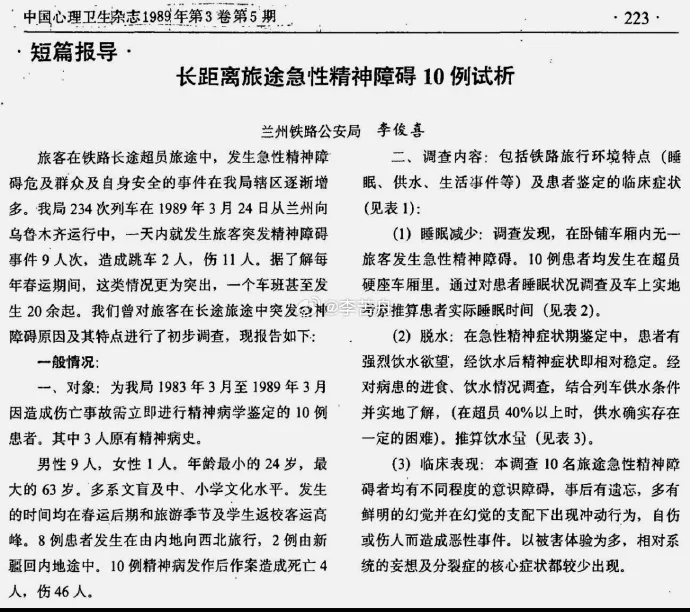 中国心理卫生杂志1989年第3卷第5期
·223·
·短篇报导·
长距离旅途急性精神障碍10例试析
兰州铁路公安局 李俊喜
旅客在铁路长途超员旅途中，发生急性精神障
碍危及群众及自身安全的事件在我局辖区逐渐增
多。我局234次列车在1989年3月24日从兰州向
乌鲁木齐运行中，一天内就发生旅客突发精神障碍
事件9人次，造成跳车2人，伤11人。据了解每
年春运期间，这类情况更为突出，一个车班甚至发
生20余起。我们曾对旅客在长途旅途中突发精神
障碍原因及其特点进行了初步调查，现报告如下：
一般情况：
一、对象：为我局1983年3月至1989年3月
因造成伤亡事故需立即进行精神病学鉴定的10例
患者。其中3人原有精神病史。
男性9人，女性1人。年龄最小的24岁，最
大的63岁。多系文盲及中、小学文化水平。发生
的时间均在春运后期和旅游季节及学生返校客运高
峰。8例患者发生在由内地向西北旅行，2例由新
疆回内地途中。10例精神病发作后作案造成死亡4
人，伤46人。
二、调查内容：包括铁路旅行环境特点（睡
眠、供水、生活事件等）及患者鉴定的临床症状
（见表1）：
(1) 睡眠减少：调查发现，在卧铺车厢内无一
旅客发生急性精神障碍。10例患者均发生在超员
硬座车厢里。通过对患者睡眠状况调查及车上实地
考察推算患者实际睡眠时间（见表2）。
(2) 脱水：在急性精神症状期鉴定中，患者有
强烈饮水欲望，经饮水后精神症状即相对稳定。经
对病患的进食、饮水情况调查，结合列车供水条件
并实地了解，（在超员40%以上时，供水确实存在
一定的困难）。推算饮水量（见表3）。
(3) 临床表现：本调查10名旅途急性精神障
碍者均有不同程度的意识障碍，事后有遗忘，多有
鲜明的幻觉并在幻觉的支配下出现冲动行为，自伤
或伤人而造成恶性事件。以被害体验为多，相对系
统的妄想及分裂症的核心症状都较少出现。